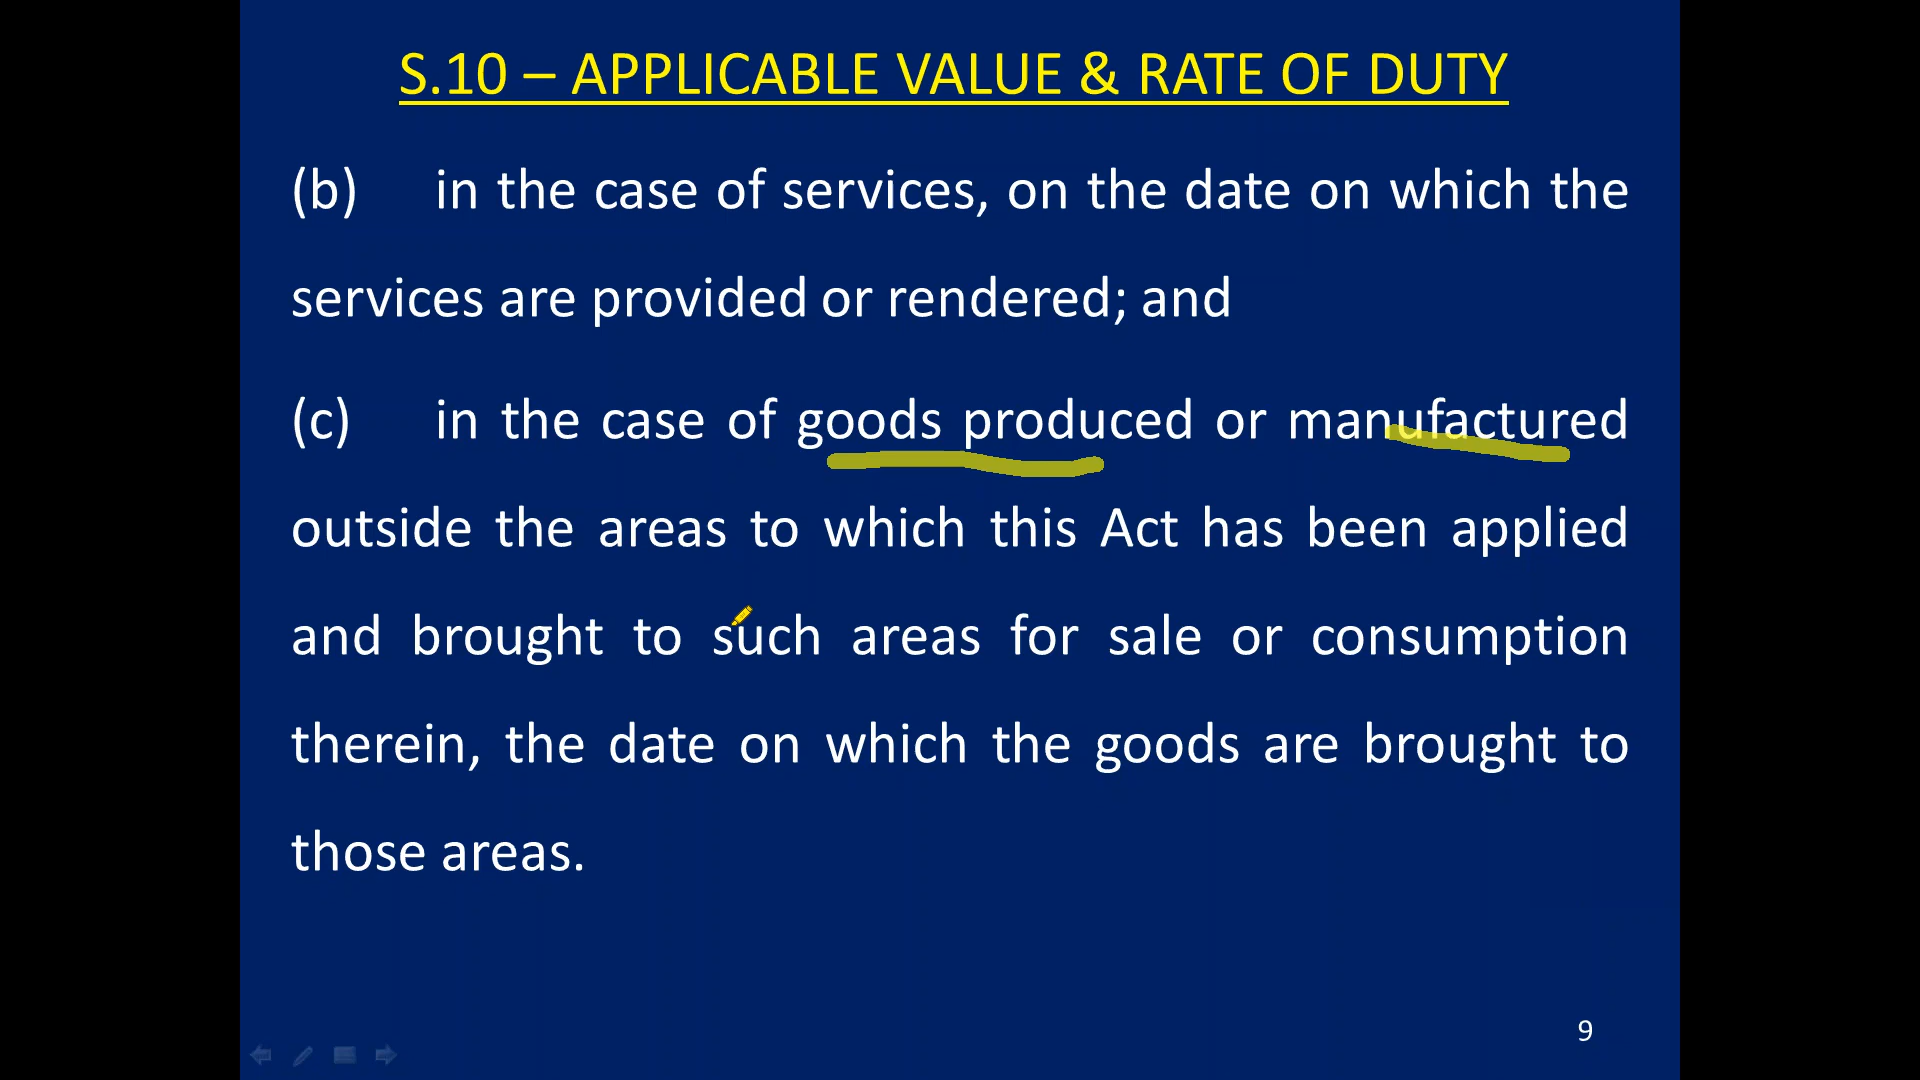 S.10 – APPLICABLE VALUE & RATE OF DUTY
(b) in the case of services, on the date on which the
services are provided or rendered; and
(c) in the case of goods produced or manufactured
outside the areas to which this Act has been applied
and brought to such areas for sale or consumption
therein, the date on which the goods are brought to
those areas.
9